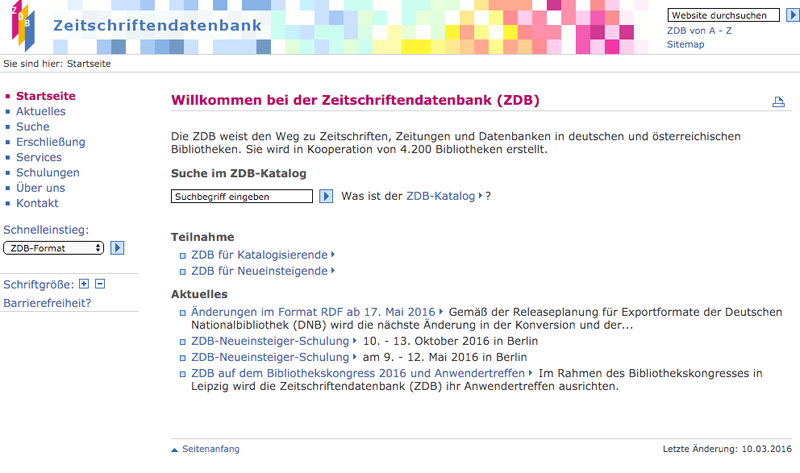 ZDB
Zeitschriftendatenbank
Website durchsuchen
ZDB von A - Z
Sitemap
Sie sind hier: Startseite
Startseite
Aktuelles
Suche
Erschließung
Services
Schulungen
Über uns
Kontakt
Schnelleinstieg:
ZDB-Format
Schriftgröße:
Barrierefreiheit?
Willkommen bei der Zeitschriftendatenbank (ZDB)
Die ZDB weist den Weg zu Zeitschriften, Zeitungen und Datenbanken in deutschen und österreichischen
Bibliotheken. Sie wird in Kooperation von 4.200 Bibliotheken erstellt.
Suche im ZDB-Katalog
Suchbegriff eingeben Was ist der ZDB-Katalog ?
Teilnahme
ZDB für Katalogisierende
ZDB für Neueinsteigende
Aktuelles
Änderungen im Format RDF ab 17. Mai 2016 Gemäß der Releaseplanung für Exportformate der Deutschen
Nationalbibliothek (DNB) wird die nächste Änderung in der Konversion und der...
ZDB-Neueinsteiger-Schulung 10. - 13. Oktober 2016 in Berlin
ZDB-Neueinsteiger-Schulung am 9. - 12. Mai 2016 in Berlin
ZDB auf dem Bibliothekskongress 2016 und Anwendertreffen Im Rahmen des Bibliothekskongresses in
Leipzig wird die Zeitschriftendatenbank (ZDB) ihr Anwendertreffen ausrichten.
Seitenanfang Letzte Änderung: 10.03.2016